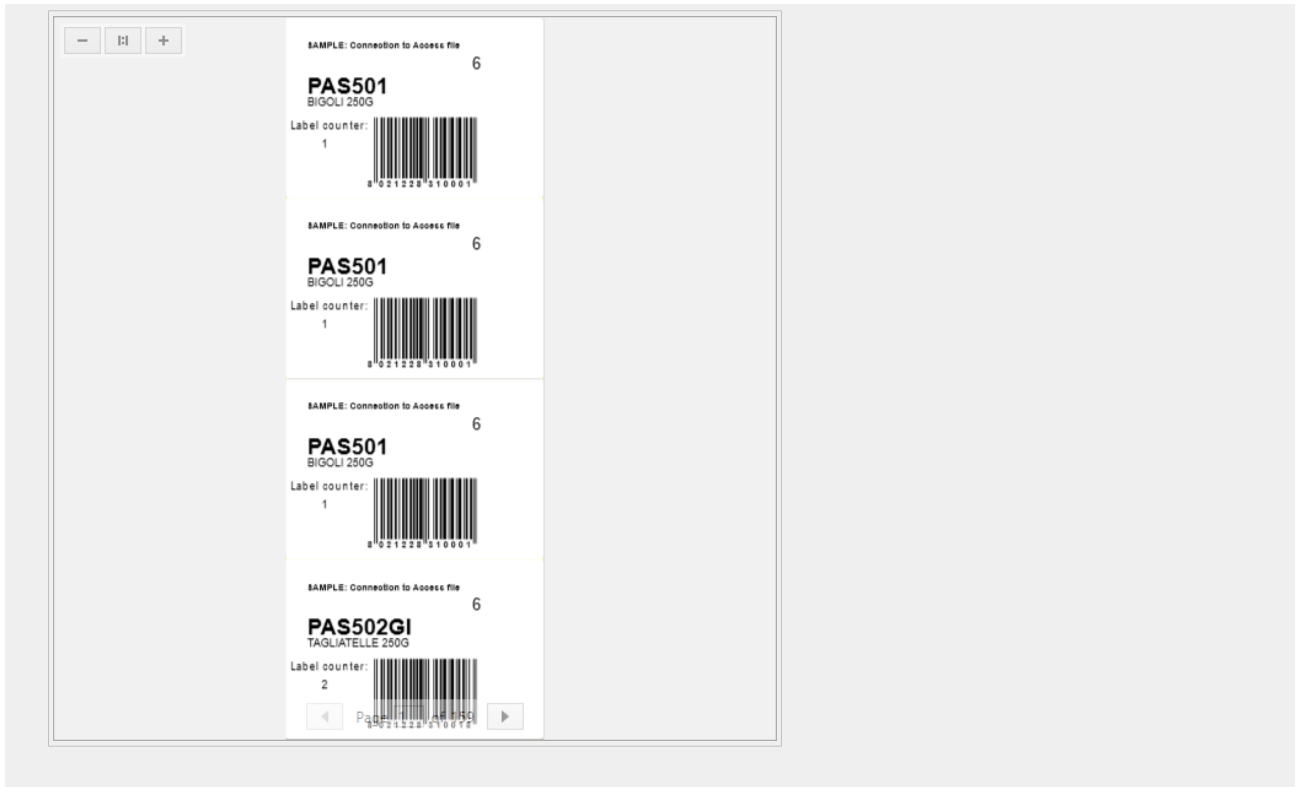 SAMPLE: Connection to Access file
6
PAS501
BIGOLI 250G
Label counter:
1
8 021228 310001
SAMPLE: Connection to Access file
6
PAS501
BIGOLI 250G
Label counter:
1
8 021228 310001
SAMPLE: Connection to Access file
6
PAS501
BIGOLI 250G
Label counter:
1
8 021228 310001
SAMPLE: Connection to Access file
6
PAS502GI
TAGLIATELLE 250G
Label counter:
2
Page 1 of 159